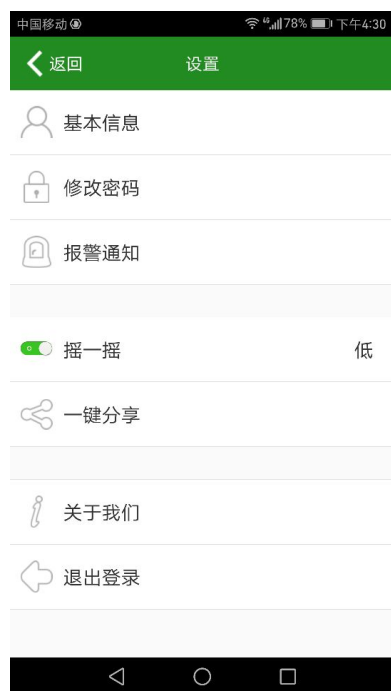 中国移动 4G 78% 下午4:30
返回 设置
基本信息
修改密码
报警通知
摇一摇 低
一键分享
关于我们
退出登录